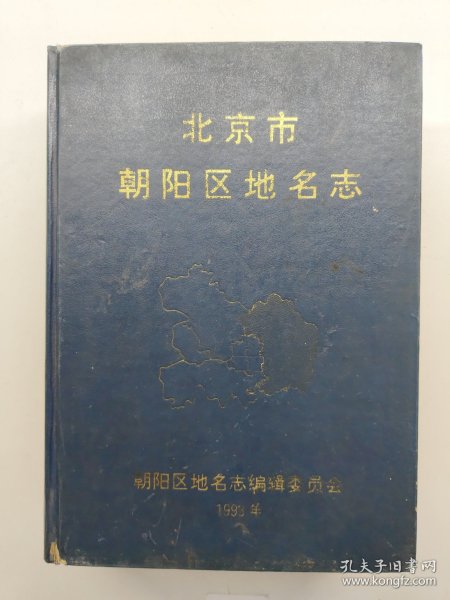 北京市
朝阳区地名志
朝阳区地名志编辑委员会
1993年
孔夫子旧书网
www.kongfz.com